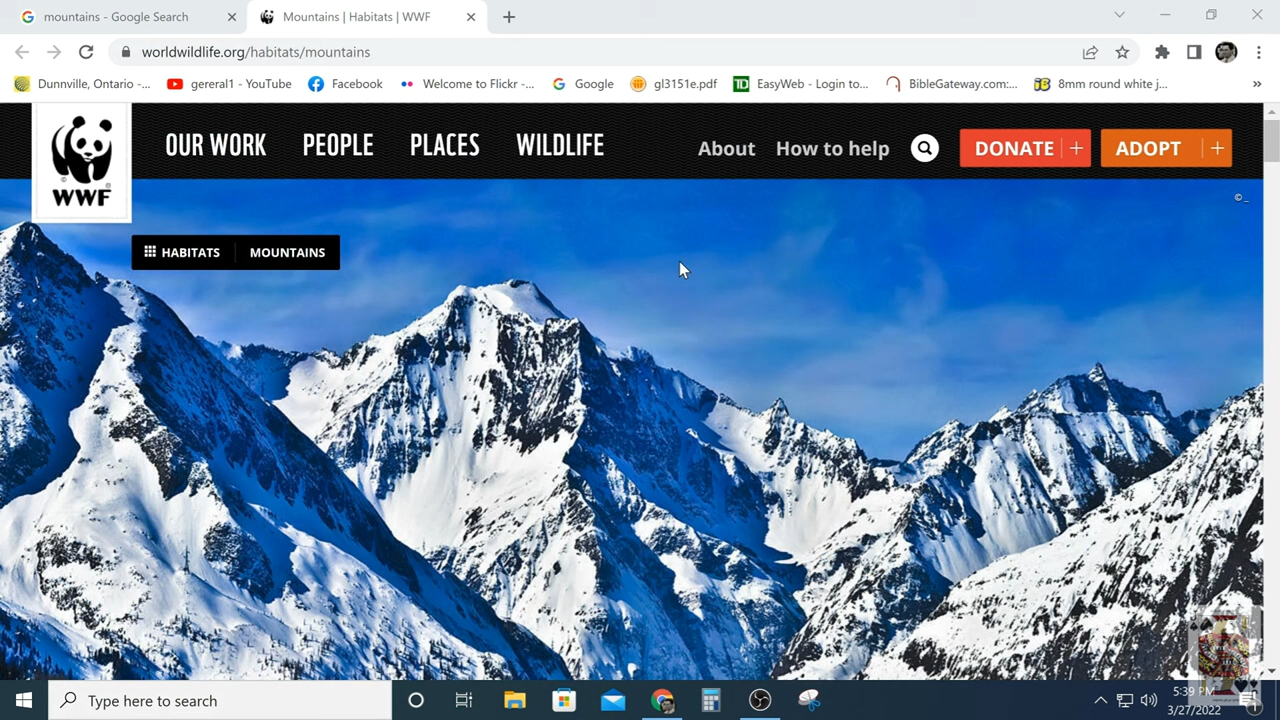 mountains - Google Search
Mountains | Habitats | WWF
worldwildlife.org/habitats/mountains
Dunnville, Ontario -...
gereral1 - YouTube
Facebook
Welcome to Flickr -...
Google
gl3151e.pdf
EasyWeb - Login to...
BibleGateway.com:...
8mm round white j...
»
WWF
OUR WORK
PEOPLE
PLACES
WILDLIFE
About
How to help
DONATE +
ADOPT +
©
HABITATS
MOUNTAINS
Type here to search
5:39 PM
3/27/2022